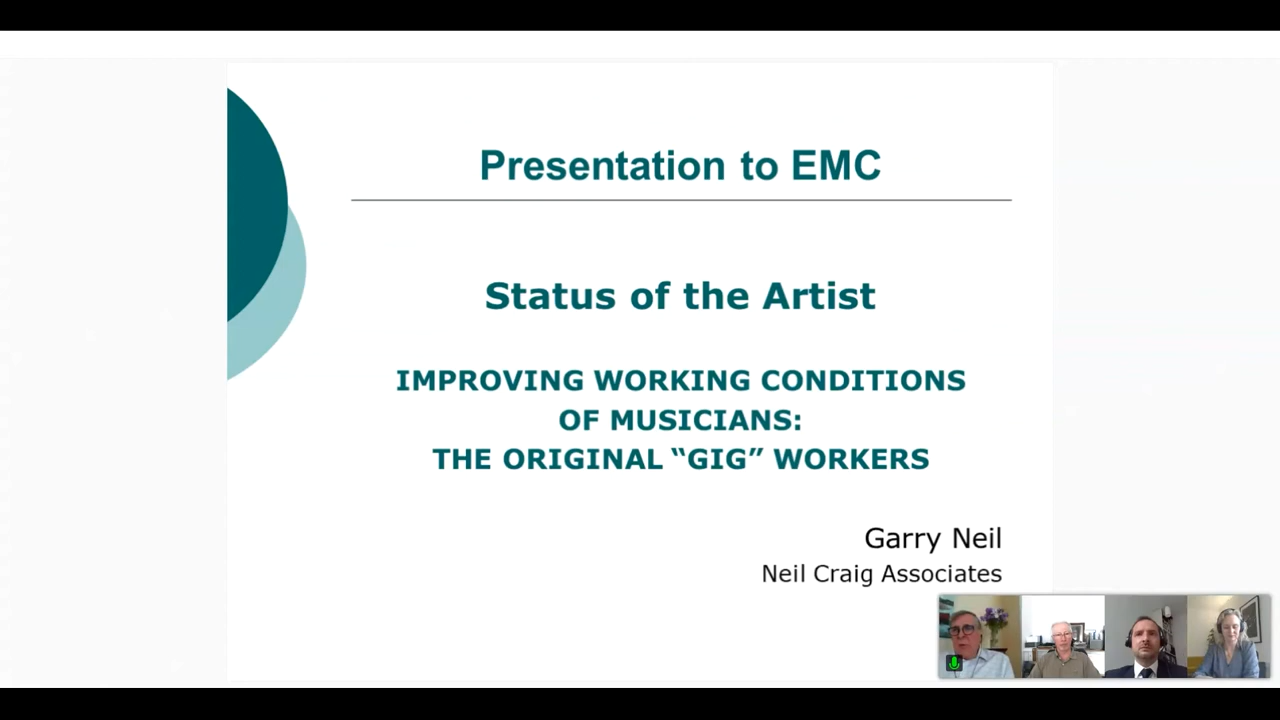 Presentation to EMC
Status of the Artist
IMPROVING WORKING CONDITIONS
OF MUSICIANS:
THE ORIGINAL “GIG” WORKERS
Garry Neil
Neil Craig Associates